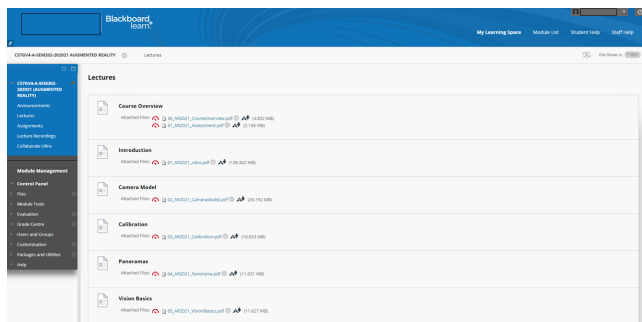 Blackboard
learn
My Learning Space Module List Student Help Staff Help
CS7GV4-A-SEM202-202021 AUGMENTED REALITY Lectures
Edit Mode is:
CS7GV4-A-SEM202-
202021 (AUGMENTED
REALITY)
Announcements
Lectures
Assignments
Lecture Recordings
Collaborate Ultra
Module Management
Control Panel
Files
Module Tools
Evaluation
Grade Centre
Users and Groups
Customisation
Packages and Utilities
Help
Lectures
Course Overview
Attached Files: 00_AR2021_CourseOverview.pdf (4.802 MB)
01_AR2021_Assessment.pdf (2.158 MB)
Introduction
Attached Files: 01_AR2021_Intro.pdf (139.302 MB)
Camera Model
Attached Files: 02_AR2021_CameraModel.pdf (26.192 MB)
Calibration
Attached Files: 03_AR2021_Calibration.pdf (16.653 MB)
Panoramas
Attached Files: 04_AR2021_Panorama.pdf (11.031 MB)
Vision Basics
Attached Files: 05_AR2021_VisionBasics.pdf (11.627 MB)